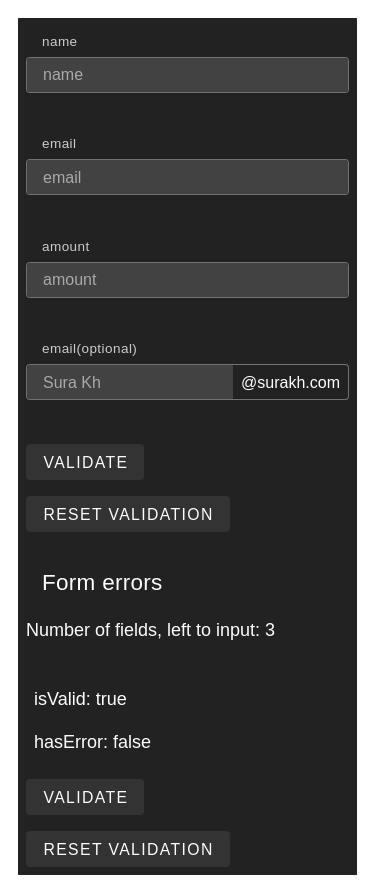 name
name
email
email
amount
amount
email(optional)
Sura Kh @surakh.com
VALIDATE
RESET VALIDATION
Form errors
Number of fields, left to input: 3
isValid: true
hasError: false
VALIDATE
RESET VALIDATION